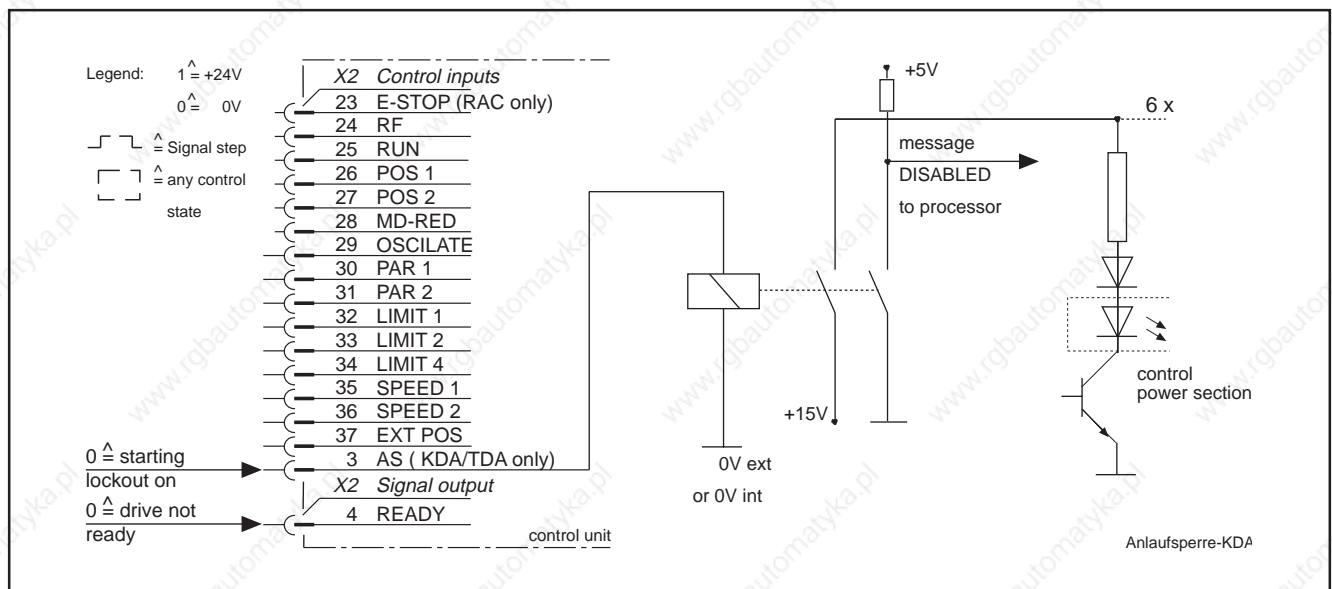 Legend: 1 ≙ +24V
0 ≙ 0V
≙ Signal step
≙ any control
state
X2 Control inputs
23 E-STOP (RAC only)
24 RF
25 RUN
26 POS 1
27 POS 2
28 MD-RED
29 OSCILATE
30 PAR 1
31 PAR 2
32 LIMIT 1
33 LIMIT 2
34 LIMIT 4
35 SPEED 1
36 SPEED 2
37 EXT POS
3 AS ( KDA/TDA only)
X2 Signal output
4 READY
control unit
0 ≙ starting
lockout on
0 ≙ drive not
ready
0V ext
or 0V int
+15V
+5V
message
DISABLED
to processor
6 x
control
power section
Anlaufsperre-KDA
www.rgbautomatyka.pl